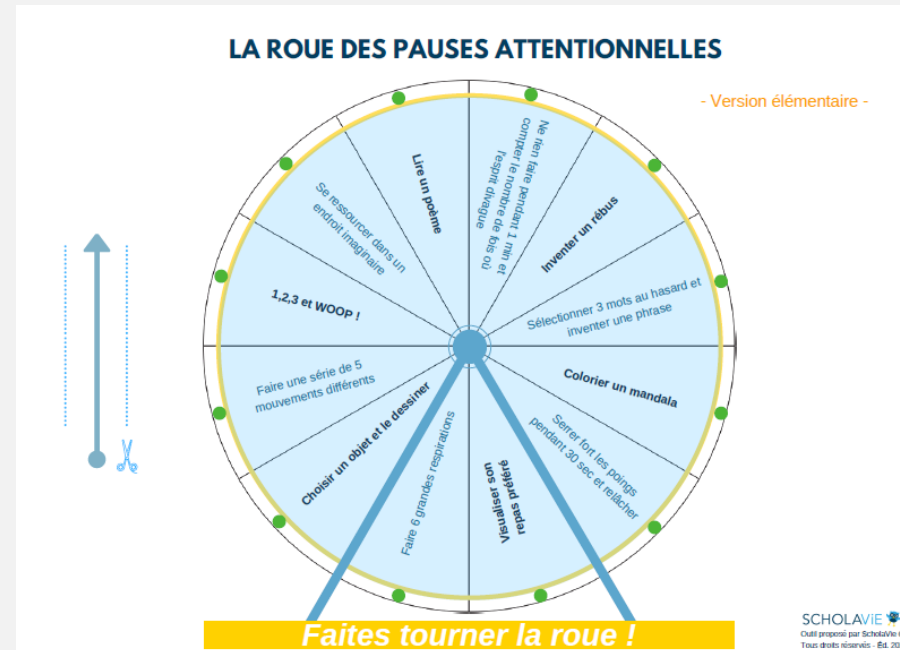 LA ROUE DES PAUSES ATTENTIONNELLES
- Version élémentaire -
Ne rien faire pendant 1 min et
compter le nombre de fois où
l'esprit divague
Inventer un rébus
Sélectionner 3 mots au hasard et
inventer une phrase
Colorier un mandala
Serrer fort les poings
pendant 30 sec et relâcher
Visualiser son
repas préféré
Faire 6 grandes respirations
Choisir un objet et le dessiner
Faire une série de 5
mouvements différents
1,2,3 et WOOP !
Se ressourcer dans un
endroit imaginaire
Lire un poème
Faites tourner la roue !
SCHOLAVIE
Outil proposé par ScholaVie
Tous droits réservés - Éd. 20